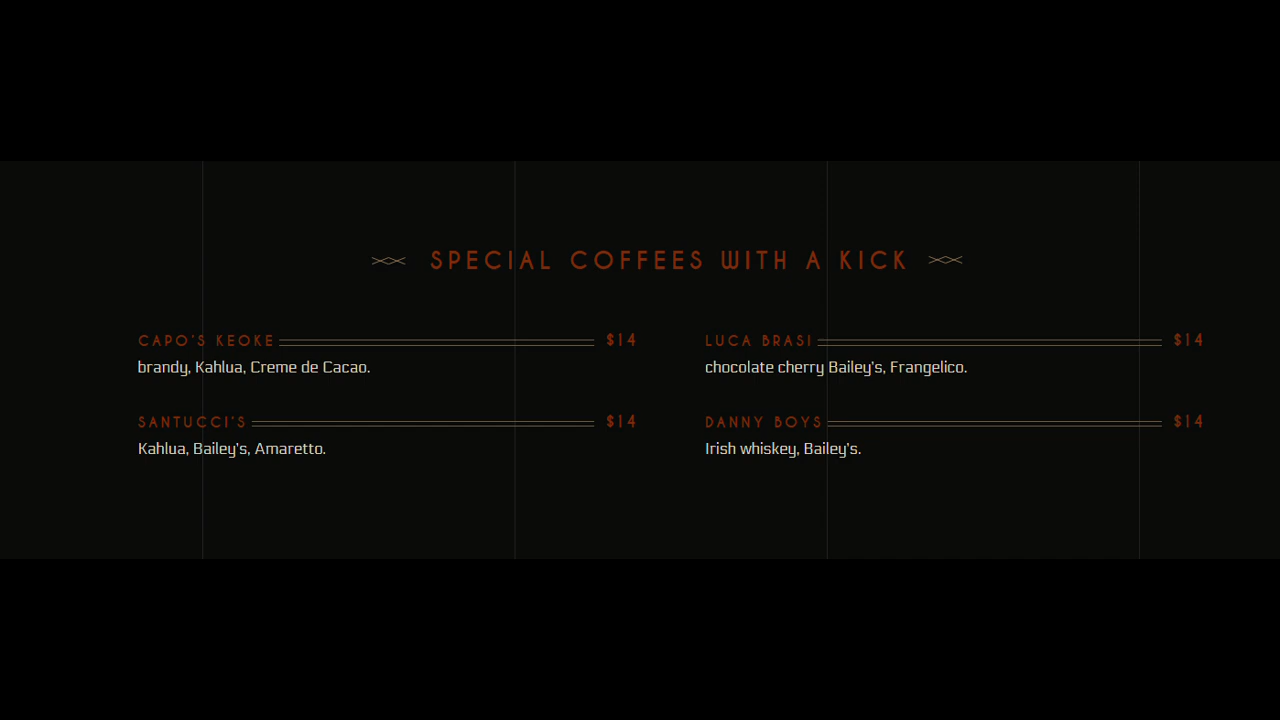 SPECIAL COFFEES WITH A KICK
CAPO'S KEOKE $14
brandy, Kahlua, Creme de Cacao.
SANTUCCI'S $14
Kahlua, Bailey's, Amaretto.
LUCA BRASI $14
chocolate cherry Bailey's, Frangelico.
DANNY BOYS $14
Irish whiskey, Bailey's.